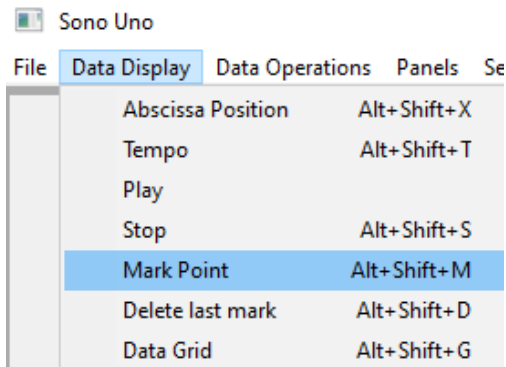 Sono Uno
File Data Display Data Operations Panels Se
Abscissa Position Alt+Shift+X
Tempo Alt+Shift+T
Play
Stop Alt+Shift+S
Mark Point Alt+Shift+M
Delete last mark Alt+Shift+D
Data Grid Alt+Shift+G